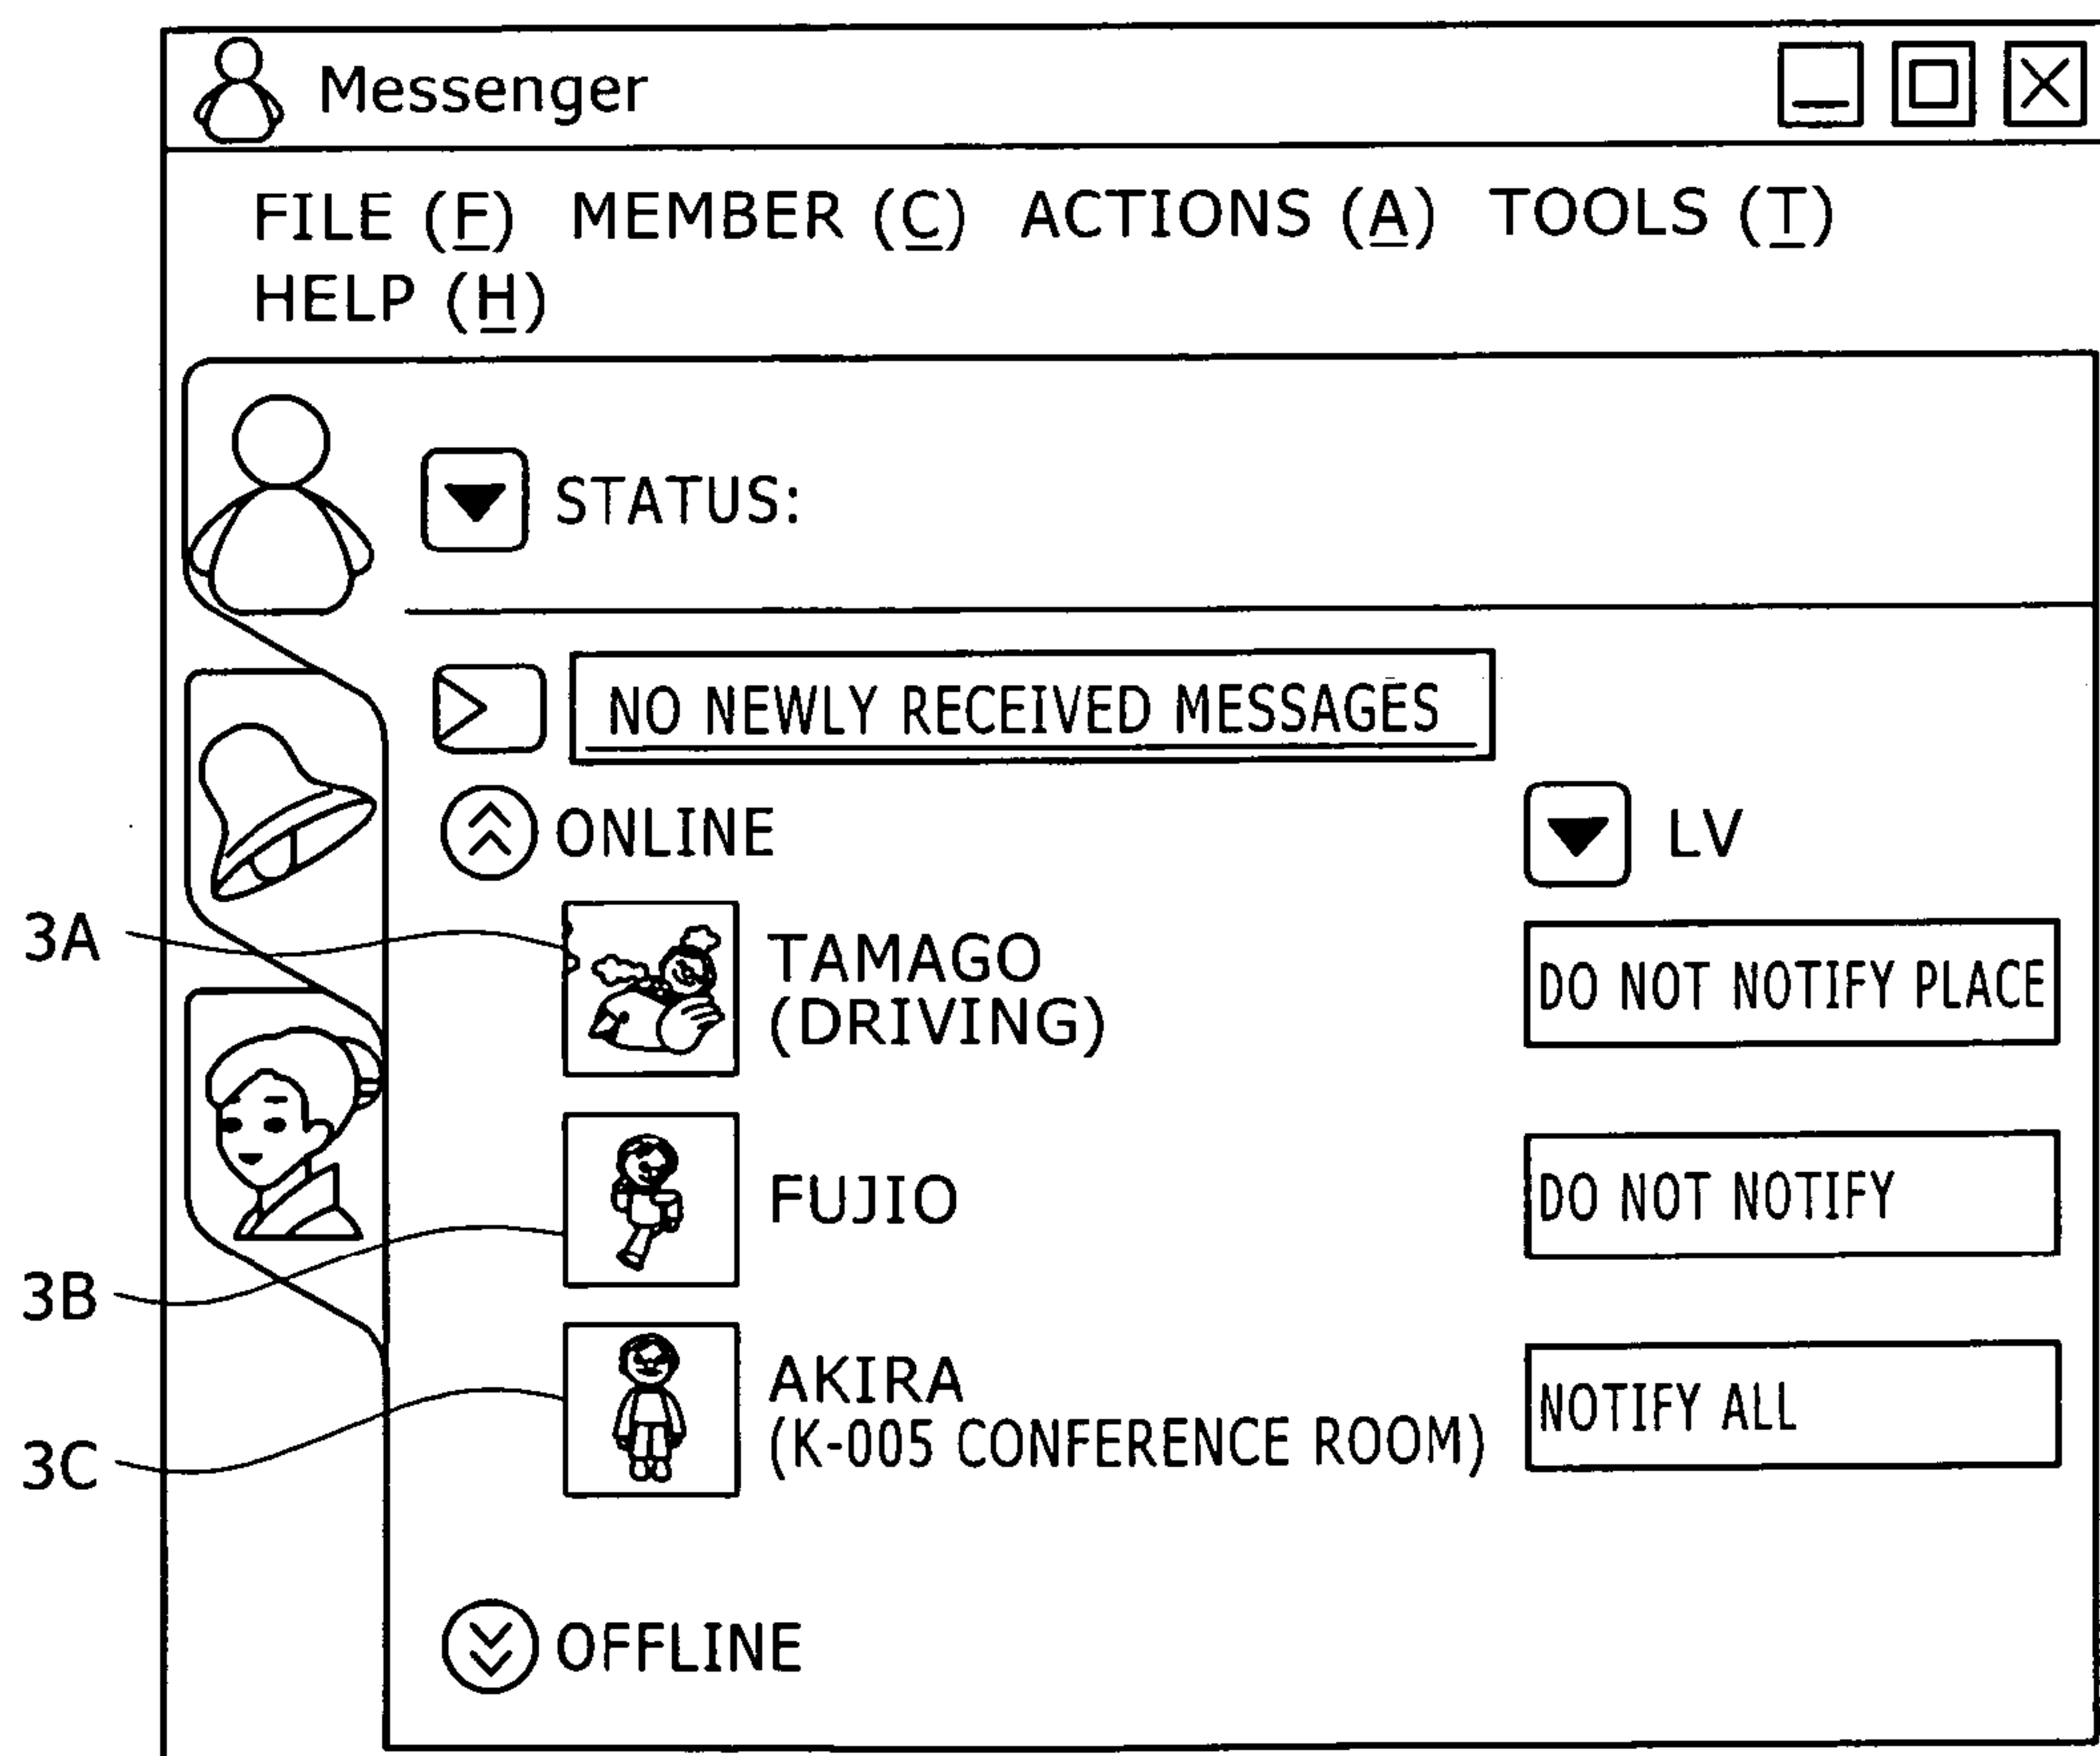 Messenger
FILE (F) MEMBER (C) ACTIONS (A) TOOLS (T)
HELP (H)
STATUS:
NO NEWLY RECEIVED MESSAGES
ONLINE
LV
3A
TAMAGO
(DRIVING)
DO NOT NOTIFY PLACE
3B
FUJIO
DO NOT NOTIFY
3C
AKIRA
(K-005 CONFERENCE ROOM)
NOTIFY ALL
OFFLINE